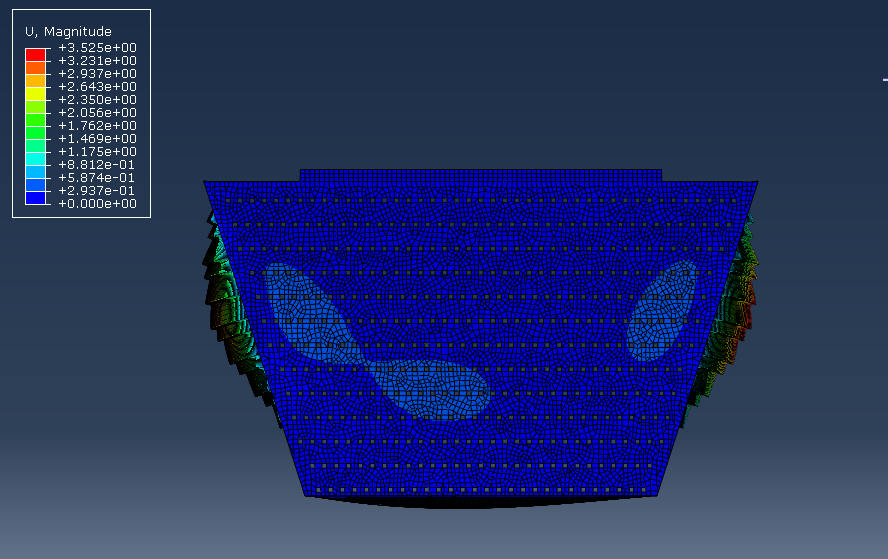 U, Magnitude
+3.525e+00
+3.231e+00
+2.937e+00
+2.643e+00
+2.350e+00
+2.056e+00
+1.762e+00
+1.469e+00
+1.175e+00
+8.812e-01
+5.874e-01
+2.937e-01
+0.000e+00